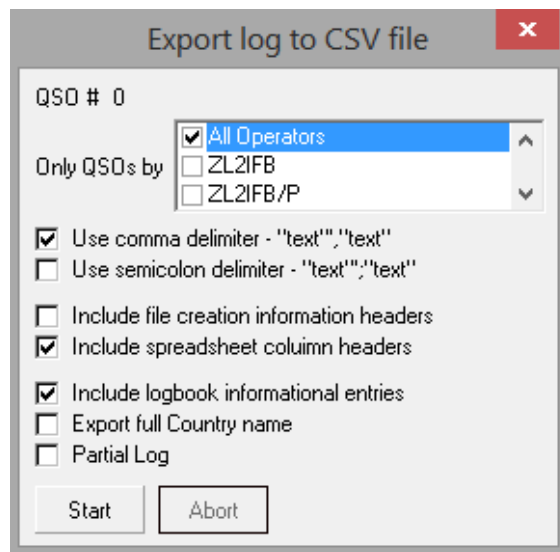 Export log to CSV file
x
QSO # 0
Only QSOs by
All Operators
ZL2IFB
ZL2IFB/P
Use comma delimiter - "text'","text"
Use semicolon delimiter - "text'";"text"
Include file creation information headers
Include spreadsheet coluimn headers
Include logbook informational entries
Export full Country name
Partial Log
Start Abort